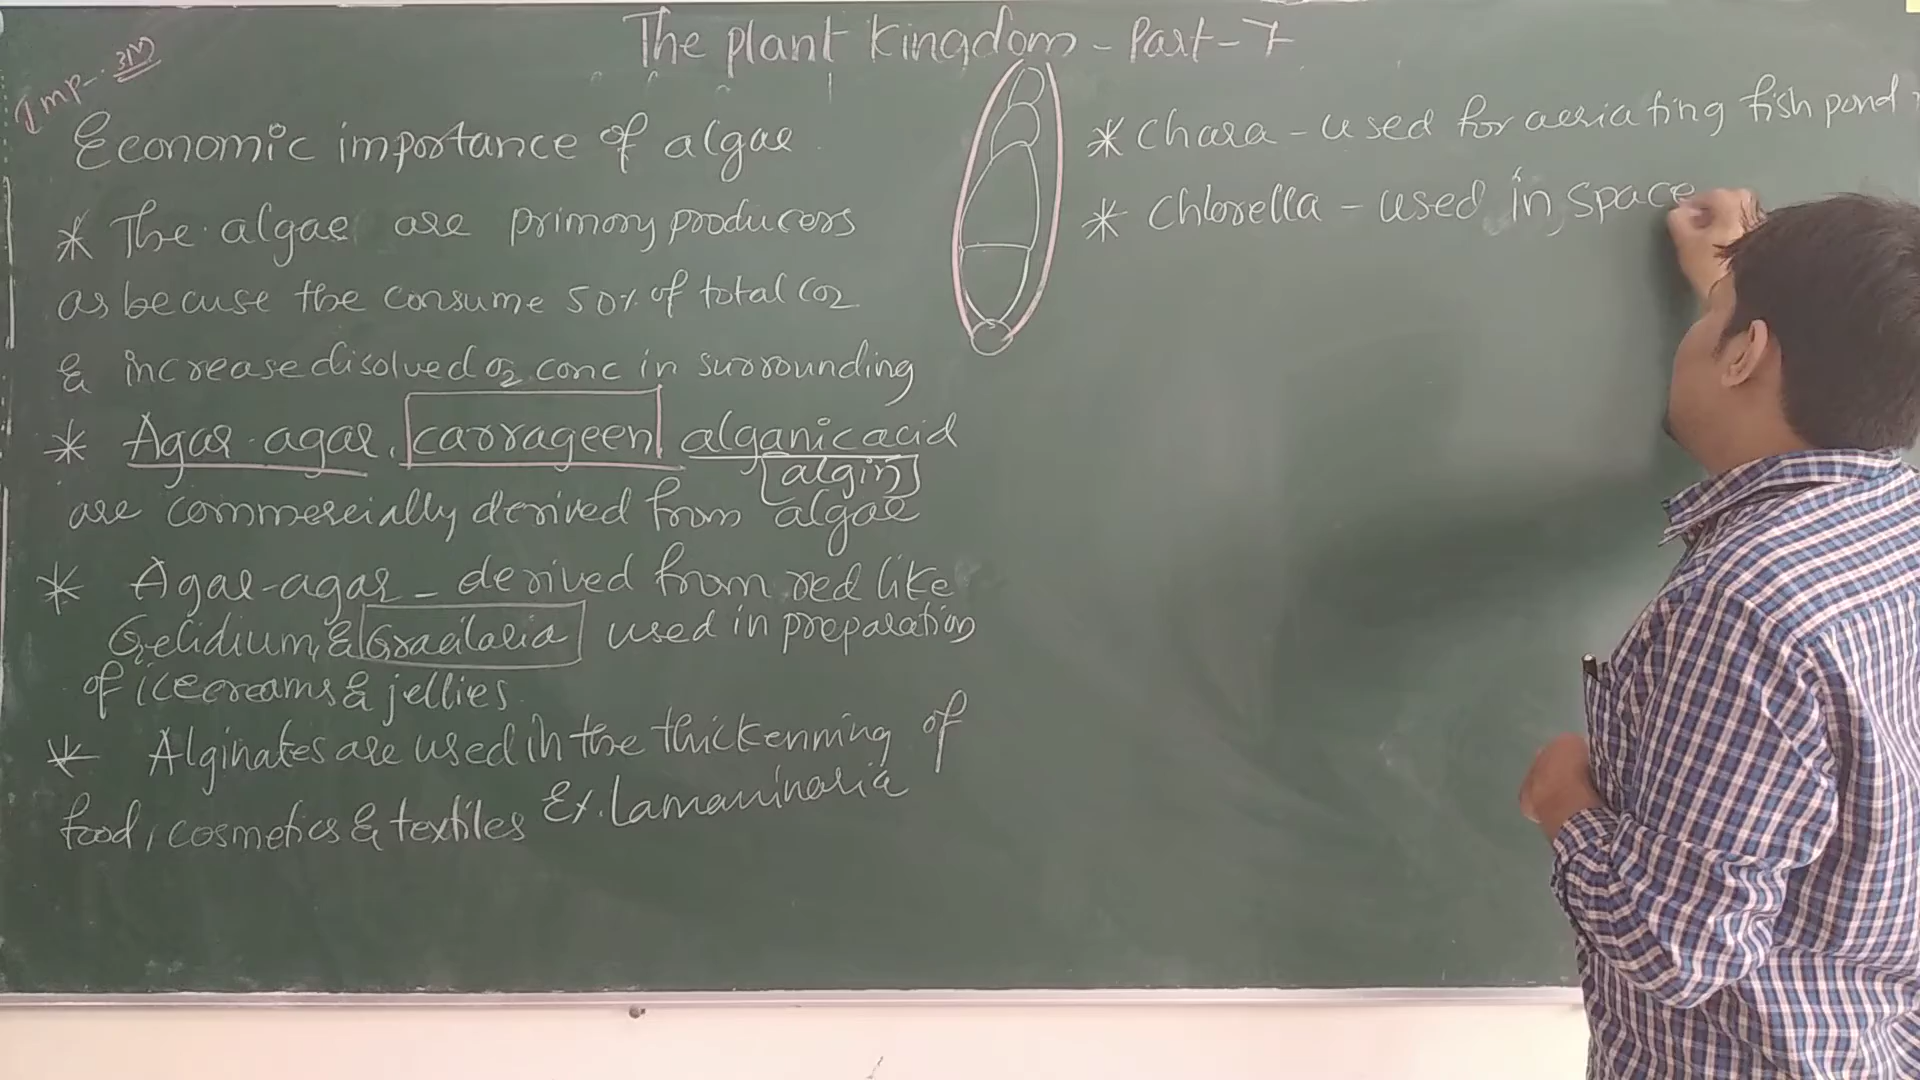 The plant Kingdom - Part - 7
Imp- 3M
Economic importance of algae
* The algae are primary producers
as becuse the consume 50% of total CO2
& increase disolved O2 conc in surrounding
* Agar-agar, carrageen alganic acid
[algin]
are commercially derived from algae
* Agar-agar - derived from red like
Gelidium, & Gracilaria used in preparation
of icecreams & jellies
* Alginates are used in the thickenning of
food, cosmetics & textiles Ex. Lamaninaria
* Chara - used for aeriating fish pond
* Chlorella - used in space